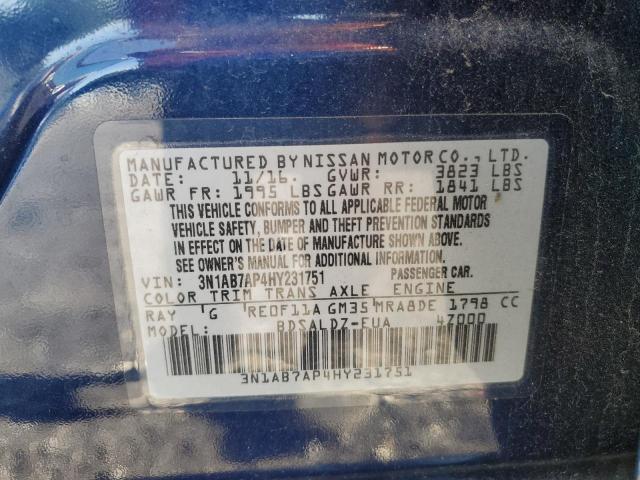 MANUFACTURED BY NISSAN MOTOR CO., LTD.
DATE: 11/16 GVWR: 3823 LBS
GAWR FR: 1995 LBS GAWR RR: 1841 LBS
THIS VEHICLE CONFORMS TO ALL APPLICABLE FEDERAL MOTOR
VEHICLE SAFETY, BUMPER AND THEFT PREVENTION STANDARDS
IN EFFECT ON THE DATE OF MANUFACTURE SHOWN ABOVE.
SEE OWNER'S MANUAL FOR ADDITIONAL INFORMATION.
VIN: 3N1AB7AP4HY231751 PASSENGER CAR.
COLOR TRIM TRANS AXLE ENGINE
RAY G RE0F11A GM35 MRA8DE 1798 CC
MODEL: BDSALDZ-EUA 47000
3N1AB7AP4HY231751